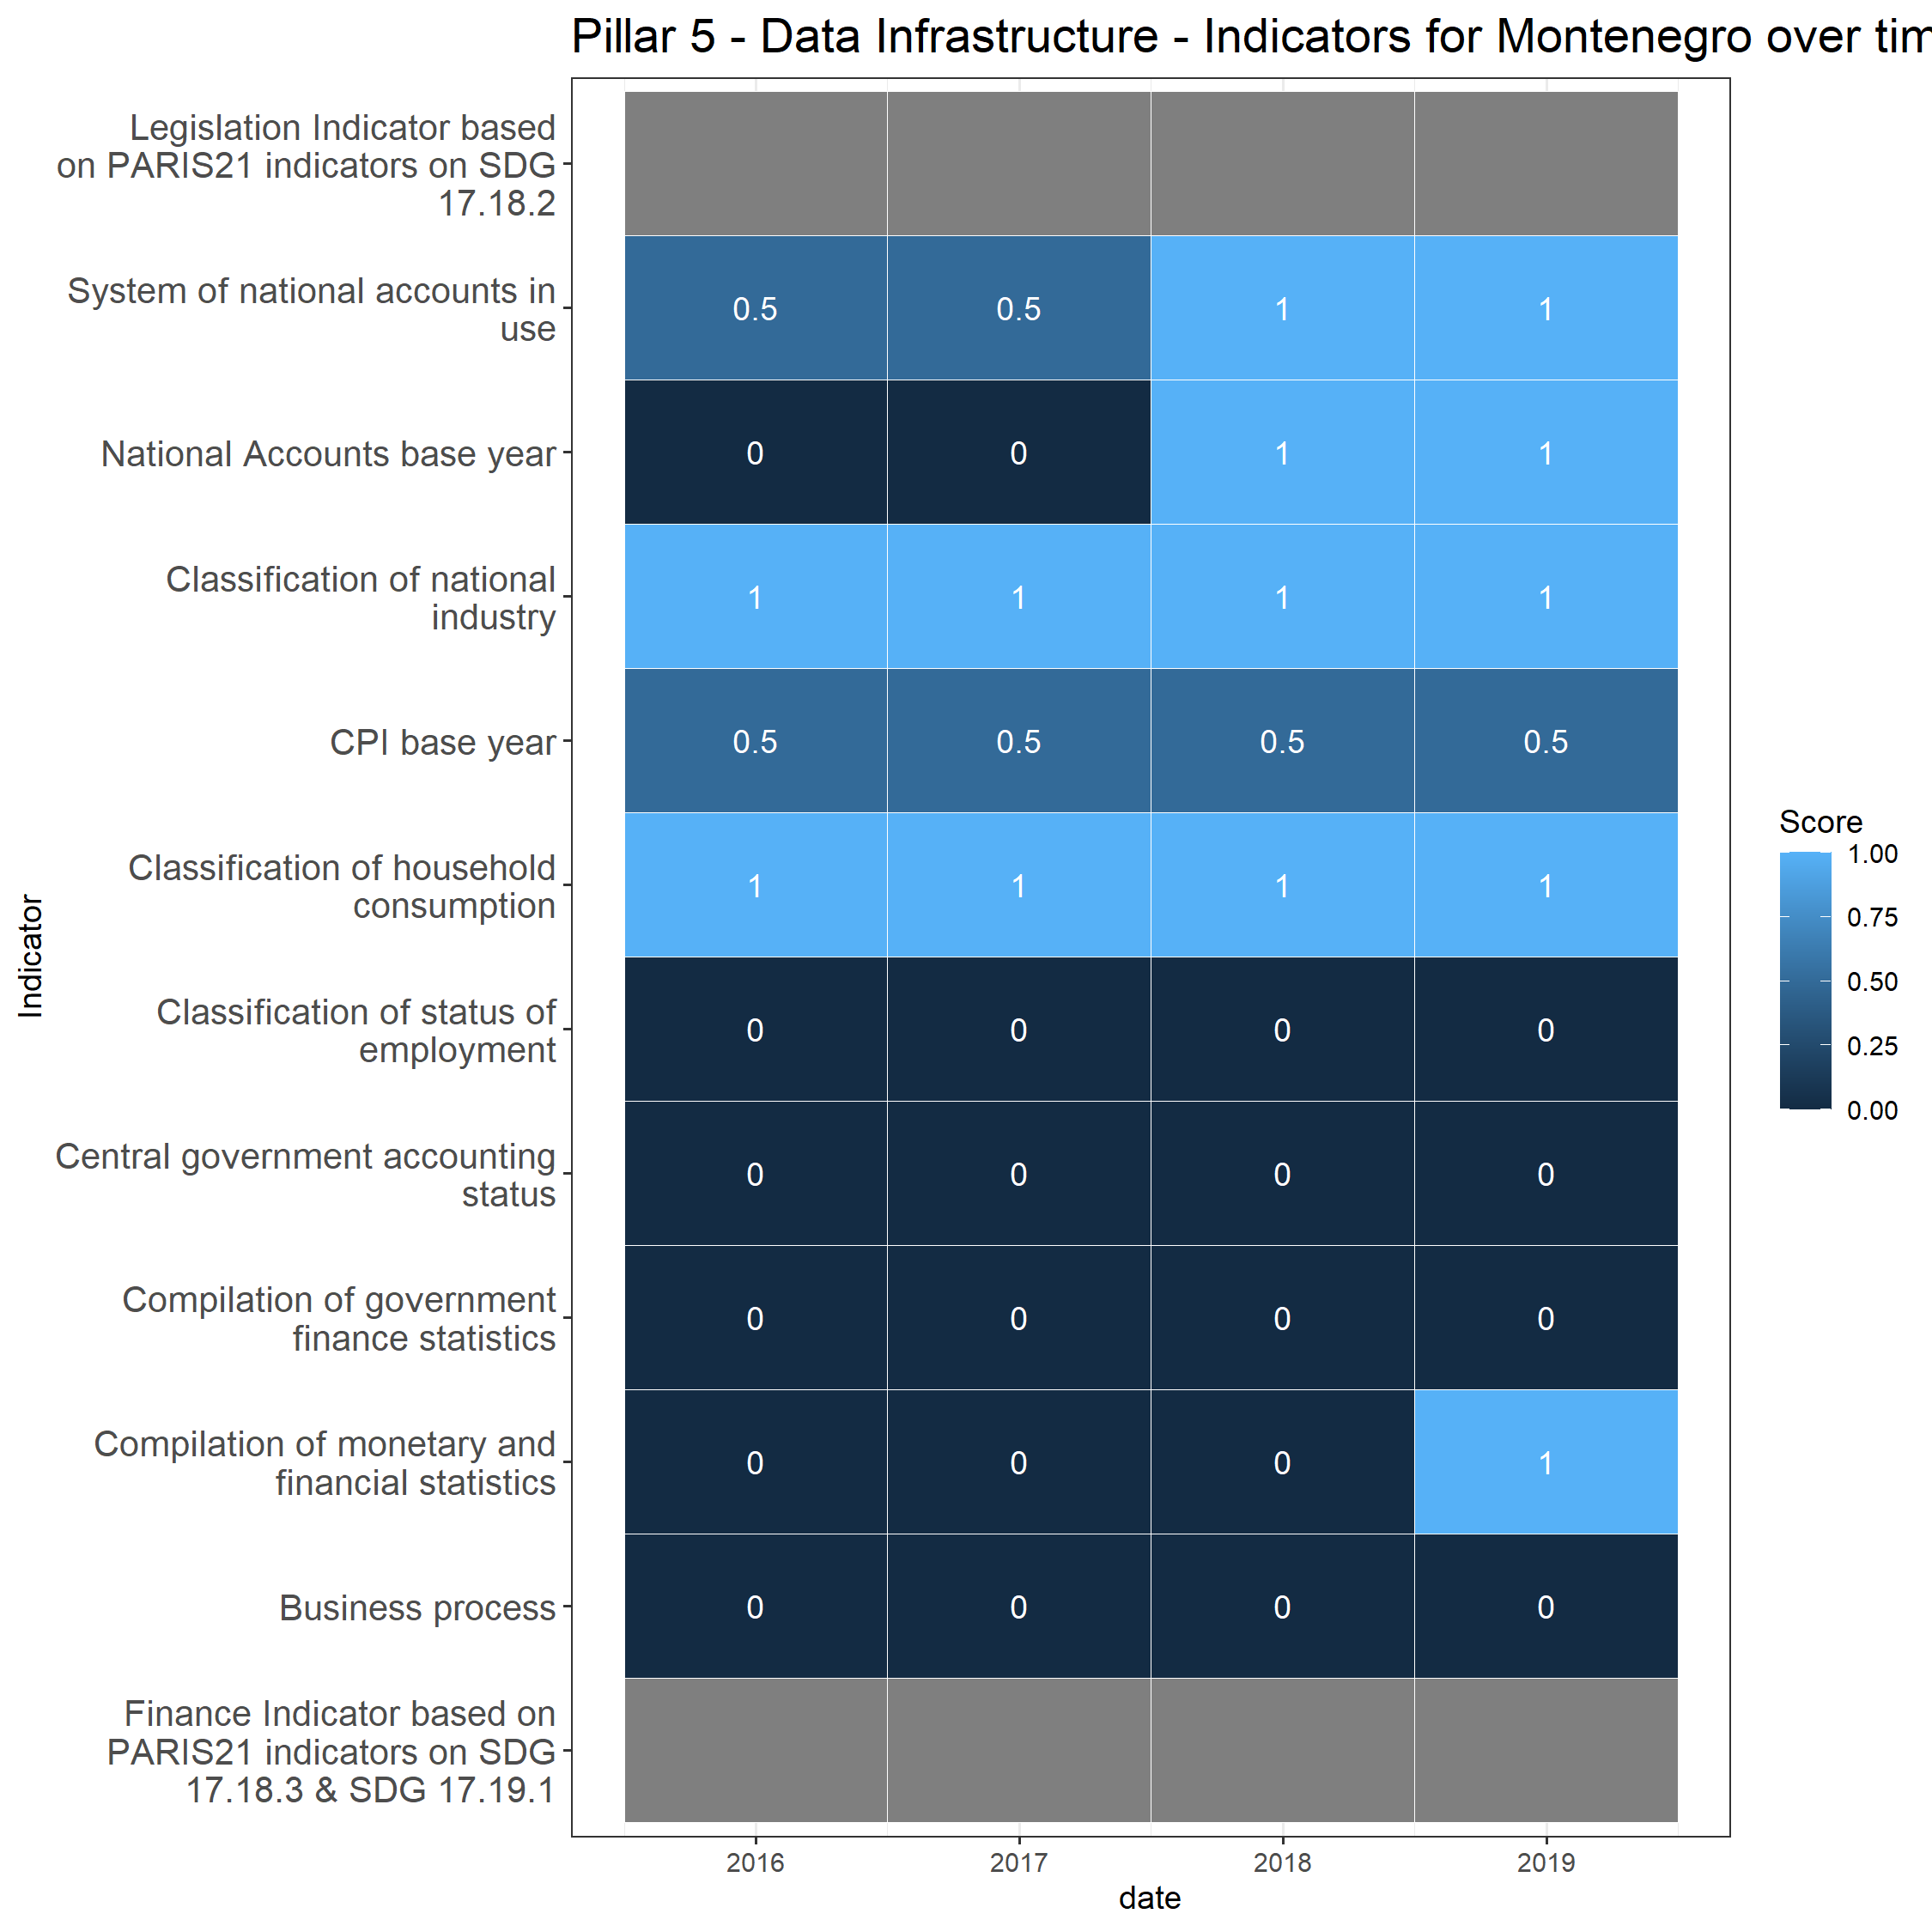 Pillar 5 - Data Infrastructure - Indicators for Montenegro over tim
Legislation Indicator based
on PARIS21 indicators on SDG
17.18.2
System of national accounts in
use
0.5 0.5 1 1
National Accounts base year
0 0 1 1
Classification of national
industry
1 1 1 1
CPI base year
0.5 0.5 0.5 0.5
Classification of household
consumption
1 1 1 1
Classification of status of
employment
0 0 0 0
Central government accounting
status
0 0 0 0
Compilation of government
finance statistics
0 0 0 0
Compilation of monetary and
financial statistics
0 0 0 1
Business process
0 0 0 0
Finance Indicator based on
PARIS21 indicators on SDG
17.18.3 & SDG 17.19.1
2016 2017 2018 2019
date
Indicator
Score
1.00
0.75
0.50
0.25
0.00